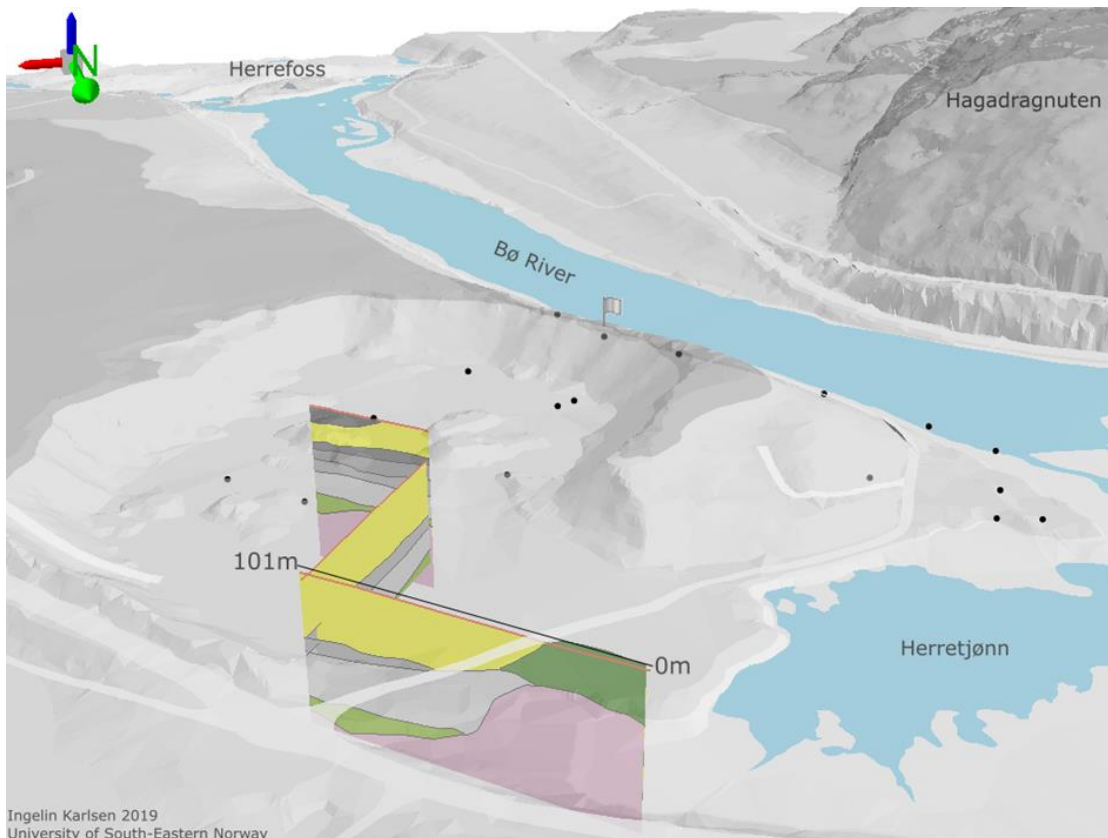 N
Herrefoss
Hagadragnuten
Bø River
101m
0m
Herretjønn
Ingelin Karlsen 2019
University of South-Eastern Norway